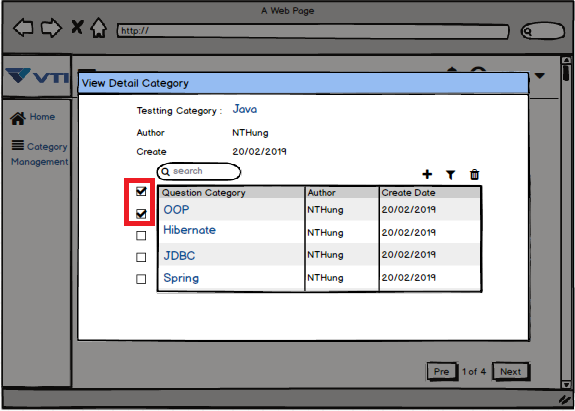 A Web Page
http://
VTI
View Detail Category
Home
Category
Management
Testting Category : Java
Author NTHung
Create 20/02/2019
search
Question Category Author Create Date
OOP NTHung 20/02/2019
Hibernate NTHung 20/02/2019
JDBC NTHung 20/02/2019
Spring NTHung 20/02/2019
Pre 1 of 4 Next